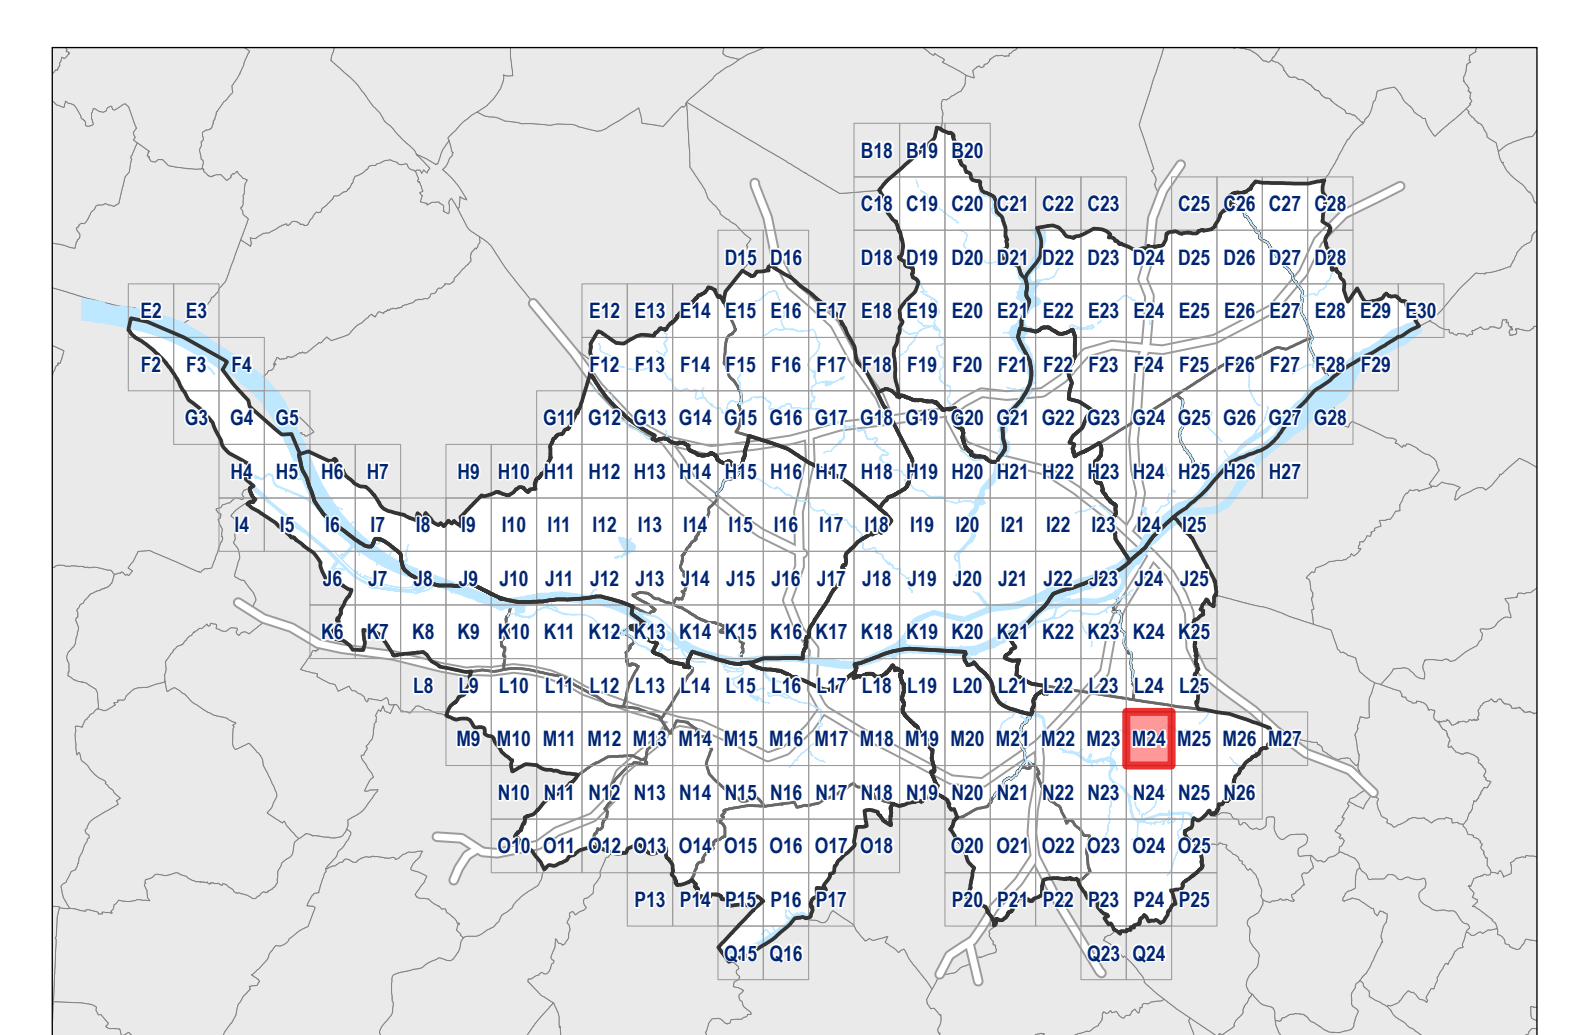 B18 B19 B20
C18 C19 C20 C21 C22 C23 C25 C26 C27 C28
D15 D16 D18 D19 D20 D21 D22 D23 D24 D25 D26 D27 D28
E2 E3 E12 E13 E14 E15 E16 E17 E18 E19 E20 E21 E22 E23 E24 E25 E26 E27 E28 E29 E30
F2 F3 F4 F12 F13 F14 F15 F16 F17 F18 F19 F20 F21 F22 F23 F24 F25 F26 F27 F28 F29
G3 G4 G5 G11 G12 G13 G14 G15 G16 G17 G18 G19 G20 G21 G22 G23 G24 G25 G26 G27 G28
H4 H5 H6 H7 H9 H10 H11 H12 H13 H14 H15 H16 H17 H18 H19 H20 H21 H22 H23 H24 H25 H26 H27
I4 I5 I6 I7 I8 I9 I10 I11 I12 I13 I14 I15 I16 I17 I18 I19 I20 I21 I22 I23 I24 I25
J6 J7 J8 J9 J10 J11 J12 J13 J14 J15 J16 J17 J18 J19 J20 J21 J22 J23 J24 J25
K6 K7 K8 K9 K10 K11 K12 K13 K14 K15 K16 K17 K18 K19 K20 K21 K22 K23 K24 K25
L8 L9 L10 L11 L12 L13 L14 L15 L16 L17 L18 L19 L20 L21 L22 L23 L24 L25
M9 M10 M11 M12 M13 M14 M15 M16 M17 M18 M19 M20 M21 M22 M23 M24 M25 M26 M27
N10 N11 N12 N13 N14 N15 N16 N17 N18 N19 N20 N21 N22 N23 N24 N25 N26
O10 O11 O12 O13 O14 O15 O16 O17 O18 O20 O21 O22 O23 O24 O25
P13 P14 P15 P16 P17 P20 P21 P22 P23 P24 P25
Q15 Q16 Q23 Q24